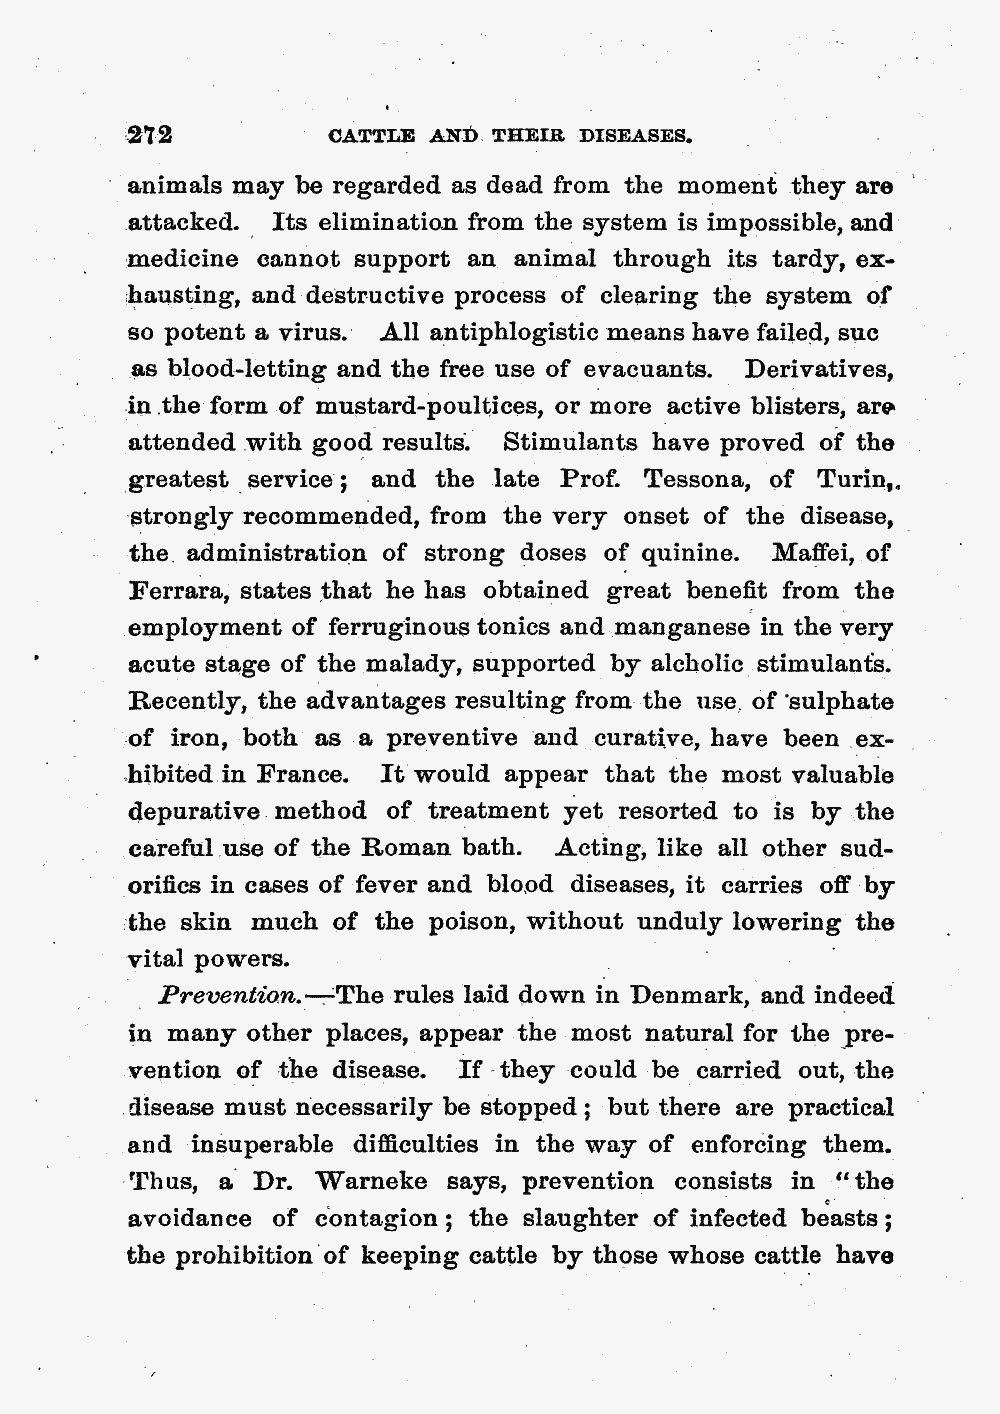 272 CATTLE AND THEIR DISEASES.
animals may be regarded as dead from the moment they are
attacked. Its elimination from the system is impossible, and
medicine cannot support an animal through its tardy, ex-
hausting, and destructive process of clearing the system of
so potent a virus. All antiphlogistic means have failed, suc
as blood-letting and the free use of evacuants. Derivatives,
in the form of mustard-poultices, or more active blisters, are
attended with good results. Stimulants have proved of the
greatest service; and the late Prof. Tessona, of Turin,
strongly recommended, from the very onset of the disease,
the administration of strong doses of quinine. Maffei, of
Ferrara, states that he has obtained great benefit from the
employment of ferruginous tonics and manganese in the very
acute stage of the malady, supported by alcholic stimulants.
Recently, the advantages resulting from the use of sulphate
of iron, both as a preventive and curative, have been ex-
hibited in France. It would appear that the most valuable
depurative method of treatment yet resorted to is by the
careful use of the Roman bath. Acting, like all other sud-
orifics in cases of fever and blood diseases, it carries off by
the skin much of the poison, without unduly lowering the
vital powers.
Prevention.—The rules laid down in Denmark, and indeed
in many other places, appear the most natural for the pre-
vention of the disease. If they could be carried out, the
disease must necessarily be stopped; but there are practical
and insuperable difficulties in the way of enforcing them.
Thus, a Dr. Warneke says, prevention consists in "the
avoidance of contagion; the slaughter of infected beasts;
the prohibition of keeping cattle by those whose cattle have